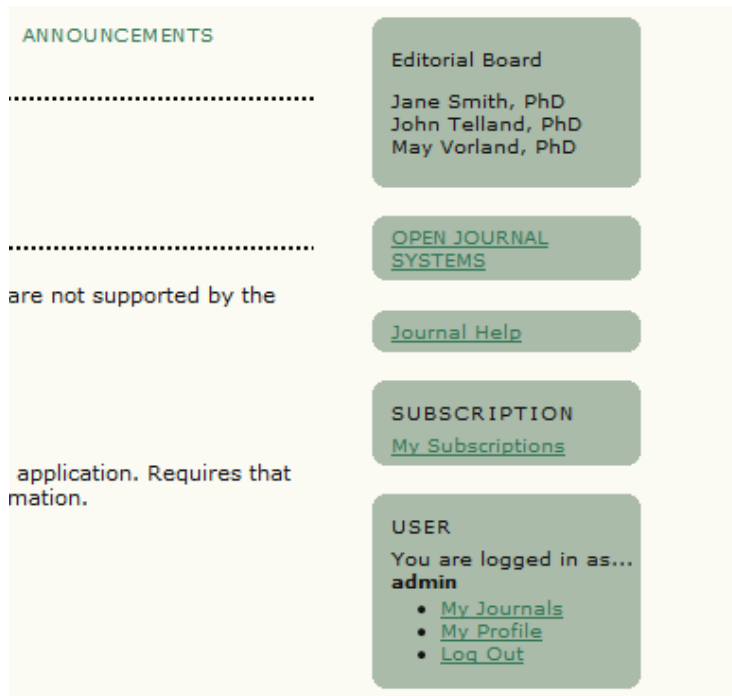 ANNOUNCEMENTS
are not supported by the
application. Requires that
mation.
Editorial Board
Jane Smith, PhD
John Telland, PhD
May Vorland, PhD
OPEN JOURNAL
SYSTEMS
Journal Help
SUBSCRIPTION
My Subscriptions
USER
You are logged in as...
admin
My Journals
My Profile
Log Out